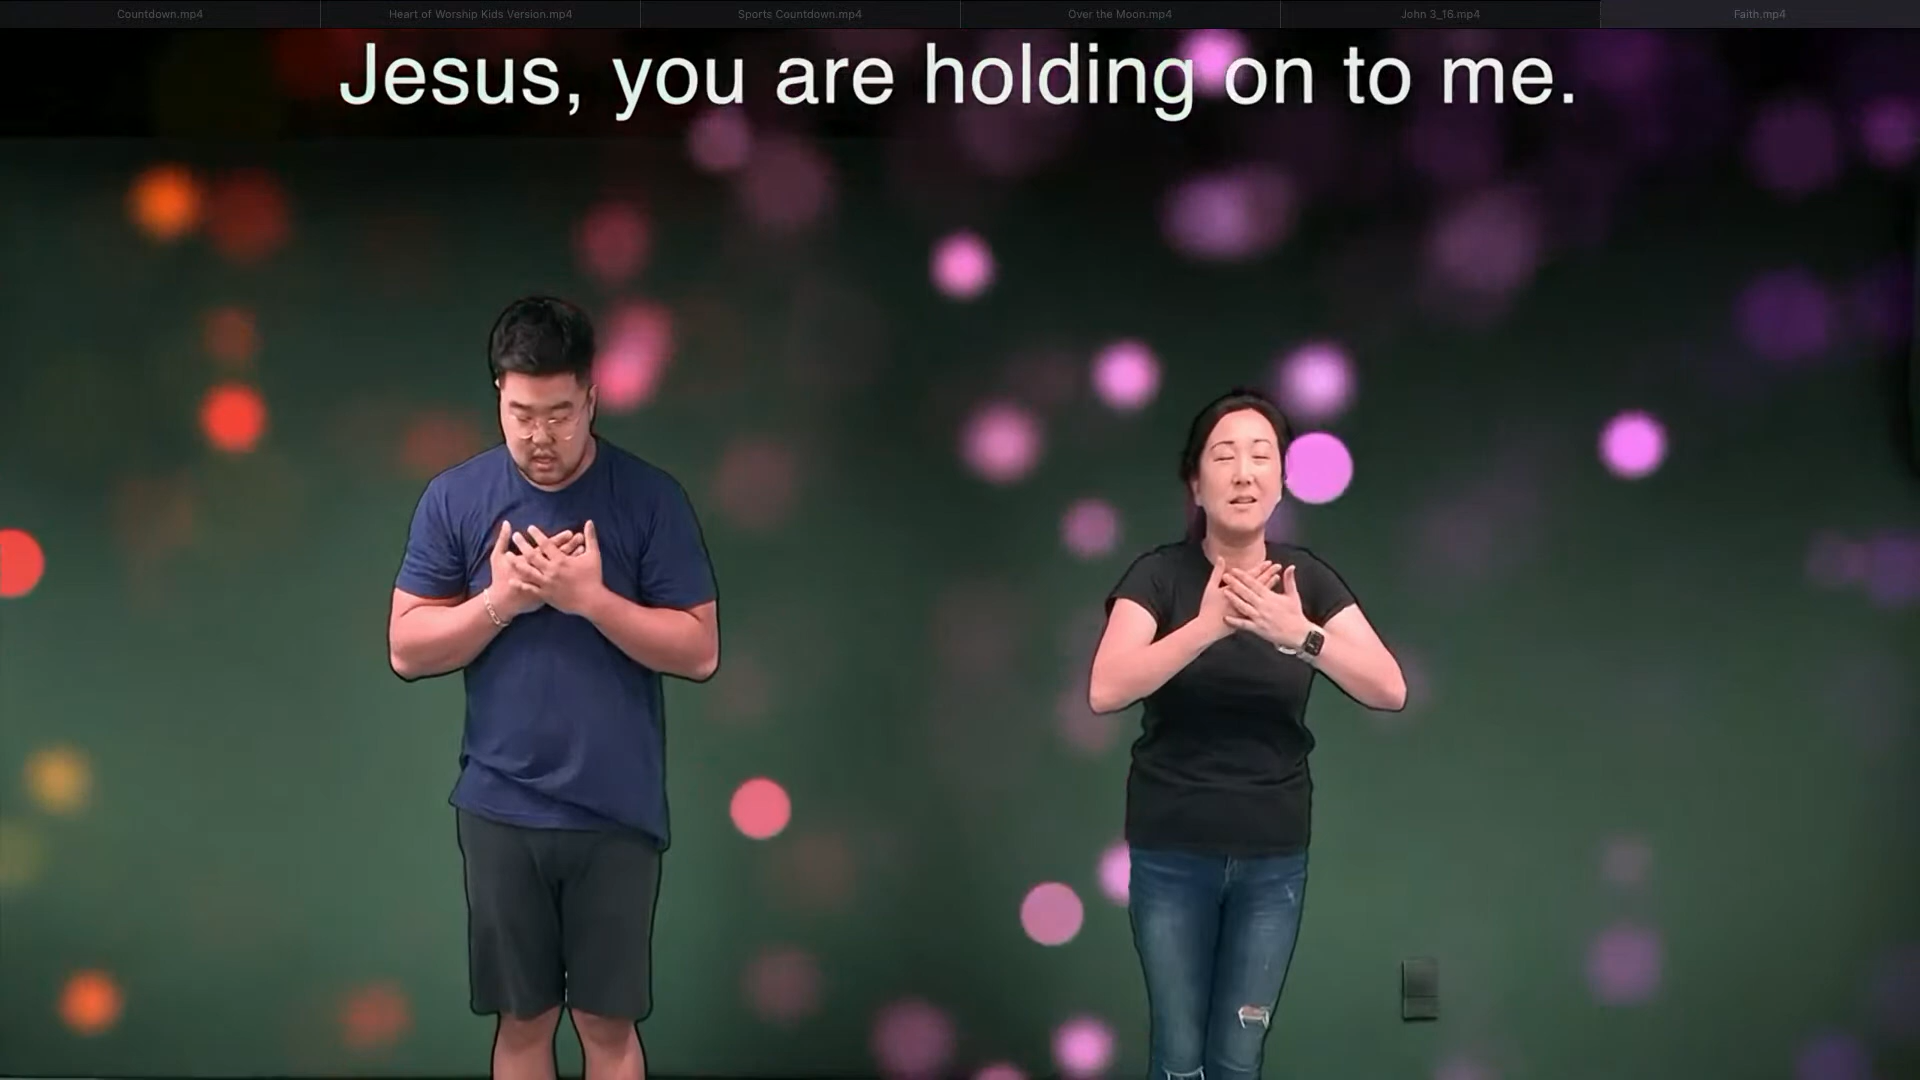 Countdown.mp4
Heart of Worship Kids Version.mp4
Sports Countdown.mp4
Over the Moon.mp4
John 3_16.mp4
Faith.mp4
Jesus, you are holding on to me.